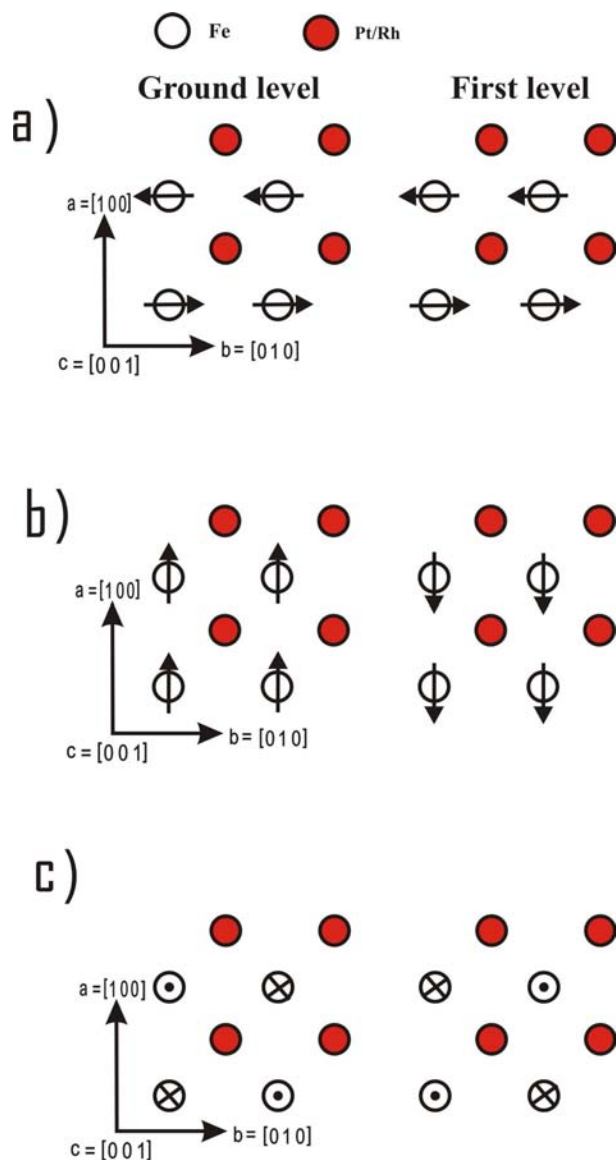 Fe Pt/Rh
Ground level First level
a)
a = [100]
b = [0 1 0]
c = [0 0 1]
b)
a = [100]
b = [0 1 0]
c = [0 0 1]
c)
a = [100]
b = [0 1 0]
c = [0 0 1]